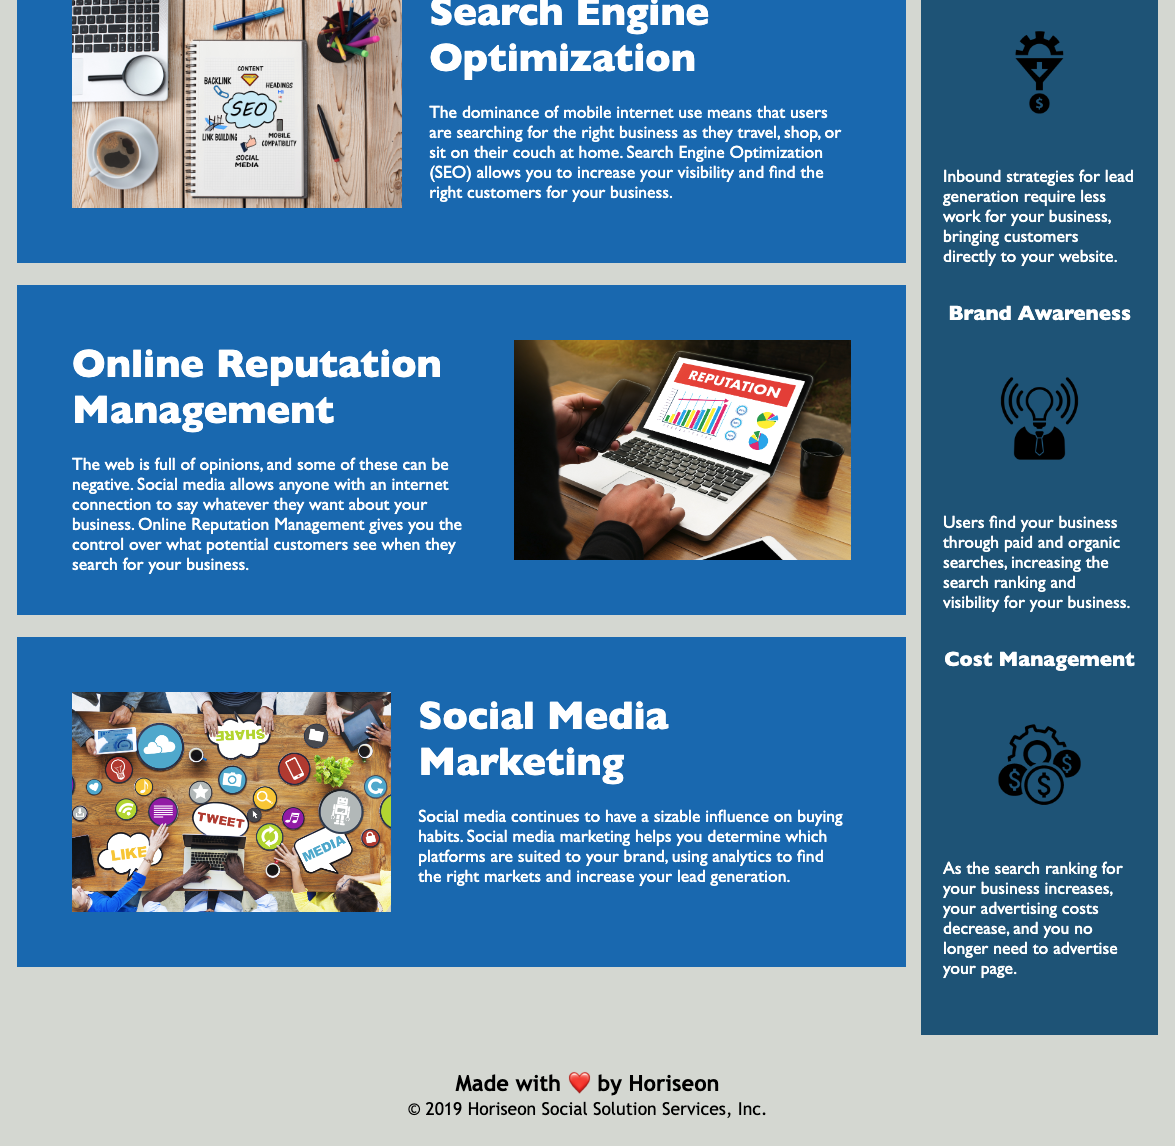 Search Engine
Optimization
The dominance of mobile internet use means that users
are searching for the right business as they travel, shop, or
sit on their couch at home. Search Engine Optimization
(SEO) allows you to increase your visibility and find the
right customers for your business.
CONTENT
BACKLINK
HEADINGS
SEO
LINK BUILDING
MOBILE
COMPATIBILITY
SOCIAL
MEDIA
Online Reputation
Management
The web is full of opinions, and some of these can be
negative. Social media allows anyone with an internet
connection to say whatever they want about your
business. Online Reputation Management gives you the
control over what potential customers see when they
search for your business.
REPUTATION
SHARE
TWEET
LIKE
MEDIA
Social Media
Marketing
Social media continues to have a sizable influence on buying
habits. Social media marketing helps you determine which
platforms are suited to your brand, using analytics to find
the right markets and increase your lead generation.
$
Inbound strategies for lead
generation require less
work for your business,
bringing customers
directly to your website.
Brand Awareness
Users find your business
through paid and organic
searches, increasing the
search ranking and
visibility for your business.
Cost Management
$ $ $
As the search ranking for
your business increases,
your advertising costs
decrease, and you no
longer need to advertise
your page.
Made with ❤️ by Horiseon
© 2019 Horiseon Social Solution Services, Inc.